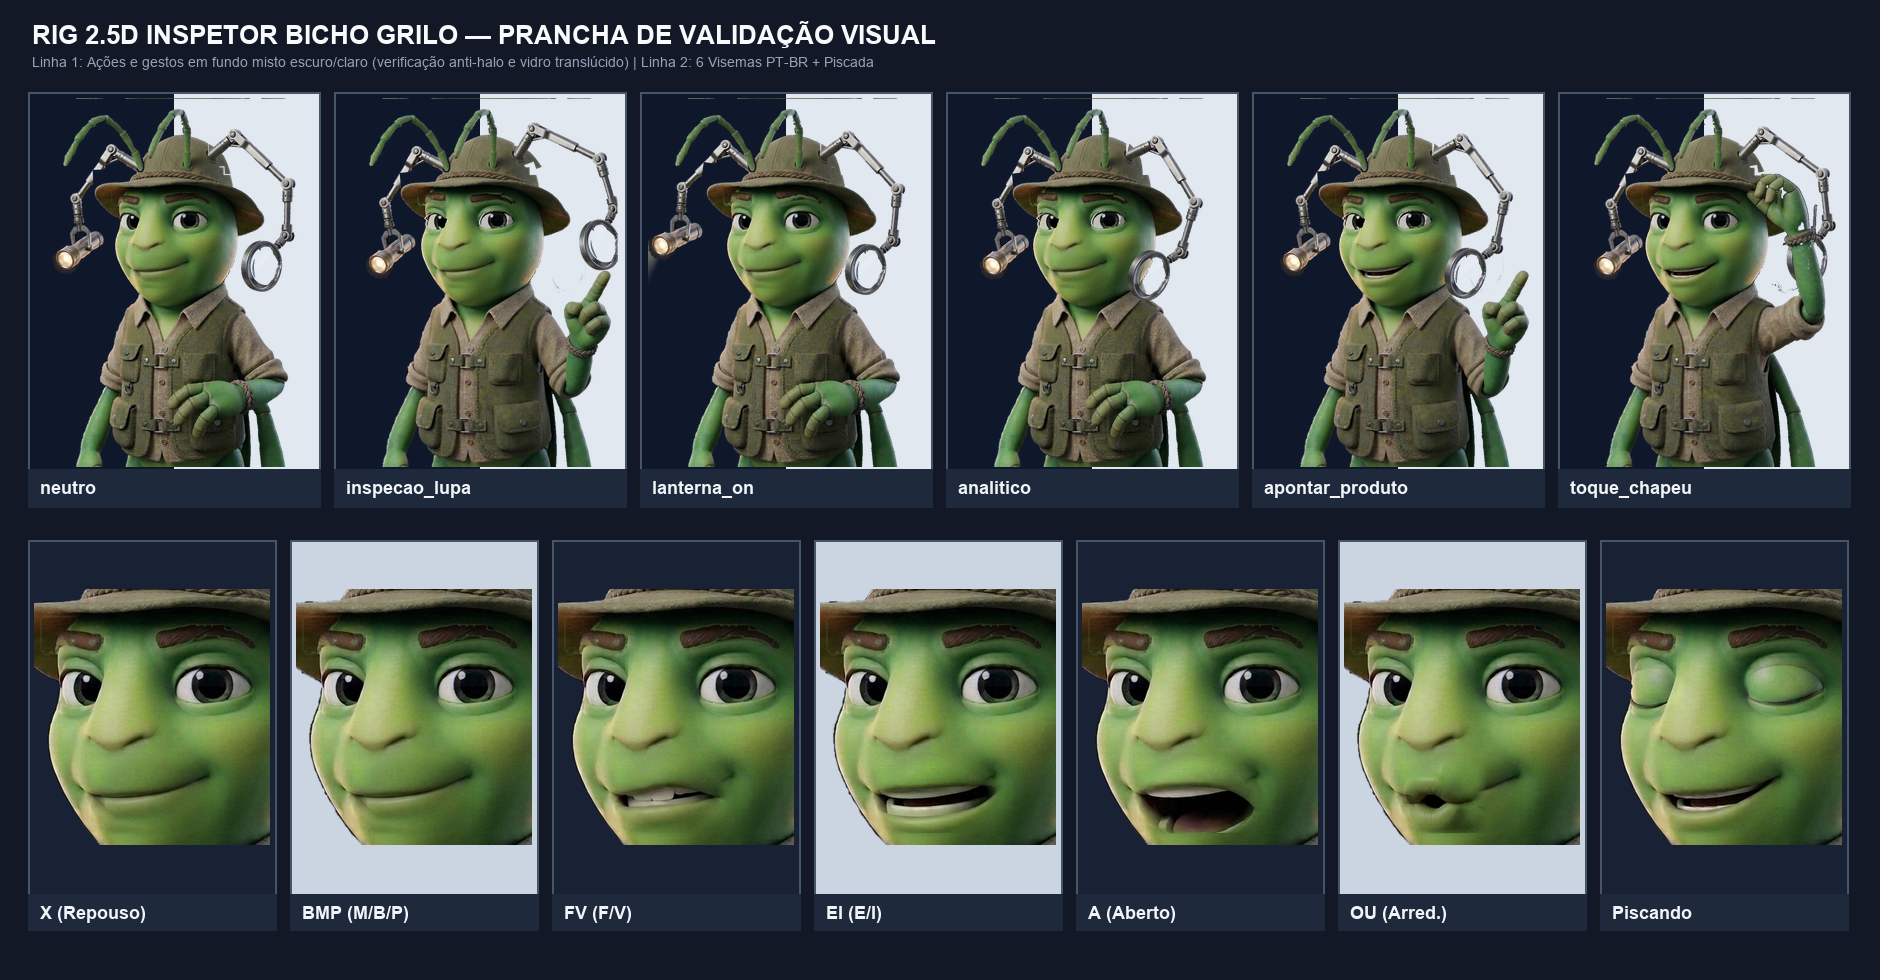 RIG 2.5D INSPETOR BICHO GRILO — PRANCHA DE VALIDAÇÃO VISUAL
Linha 1: Ações e gestos em fundo misto escuro/claro (verificação anti-halo e vidro translúcido) | Linha 2: 6 Visemas PT-BR + Piscada
neutro
inspecao_lupa
lanterna_on
analitico
apontar_produto
toque_chapeu
X (Repouso)
BMP (M/B/P)
FV (F/V)
EI (E/I)
A (Aberto)
OU (Arred.)
Piscando